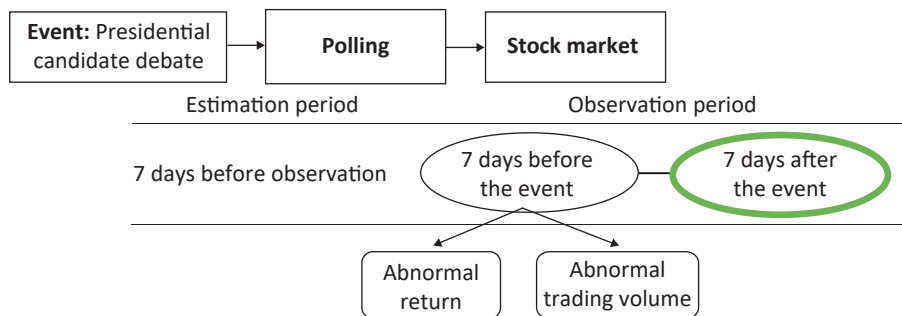 Event: Presidential
candidate debate
Polling
Stock market
Estimation period
Observation period
7 days before observation
7 days before
the event
7 days after
the event
Abnormal
return
Abnormal
trading volume